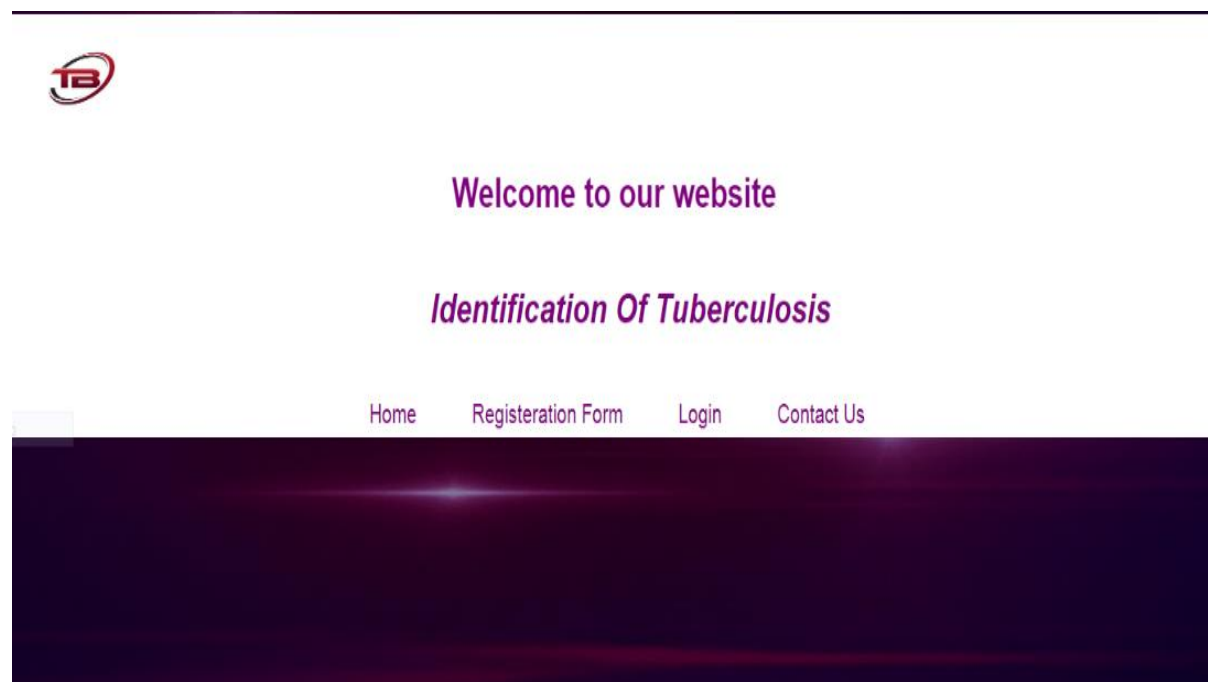 TB
Welcome to our website
Identification Of Tuberculosis
Home Registeration Form Login Contact Us